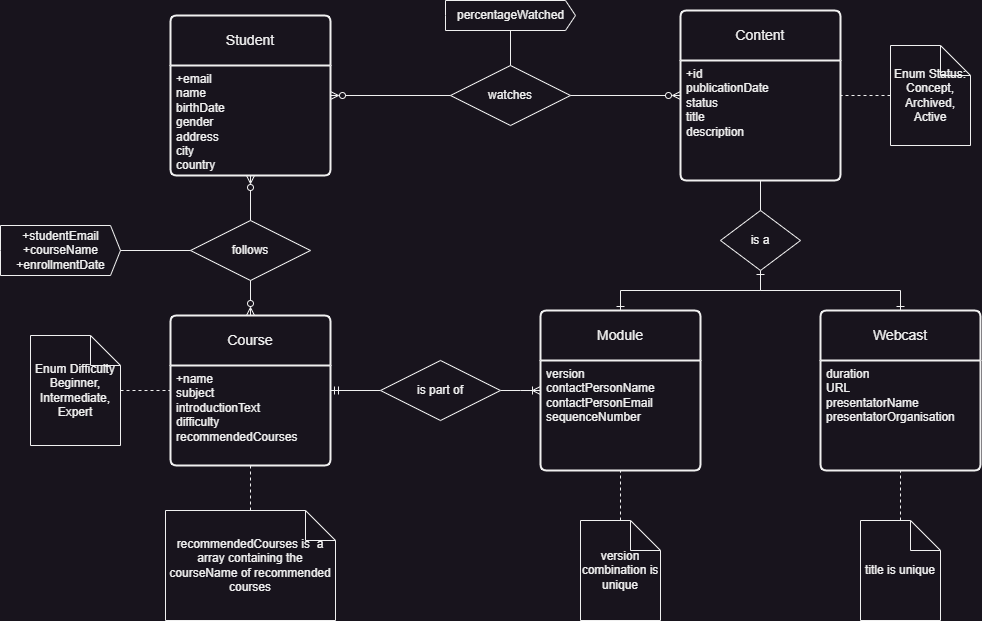 percentageWatched
Student
+email
name
birthDate
gender
address
city
country
watches
Content
+id
publicationDate
status
title
description
Enum Status:
Concept,
Archived,
Active
+studentEmail
+courseName
+enrollmentDate
follows
is a
Enum Difficulty
Beginner,
Intermediate,
Expert
Course
+name
subject
introductionText
difficulty
recommendedCourses
is part of
Module
version
contactPersonName
contactPersonEmail
sequenceNumber
Webcast
duration
URL
presentatorName
presentatorOrganisation
recommendedCourses is a
array containing the
courseName of recommended
courses
version
combination is
unique
title is unique